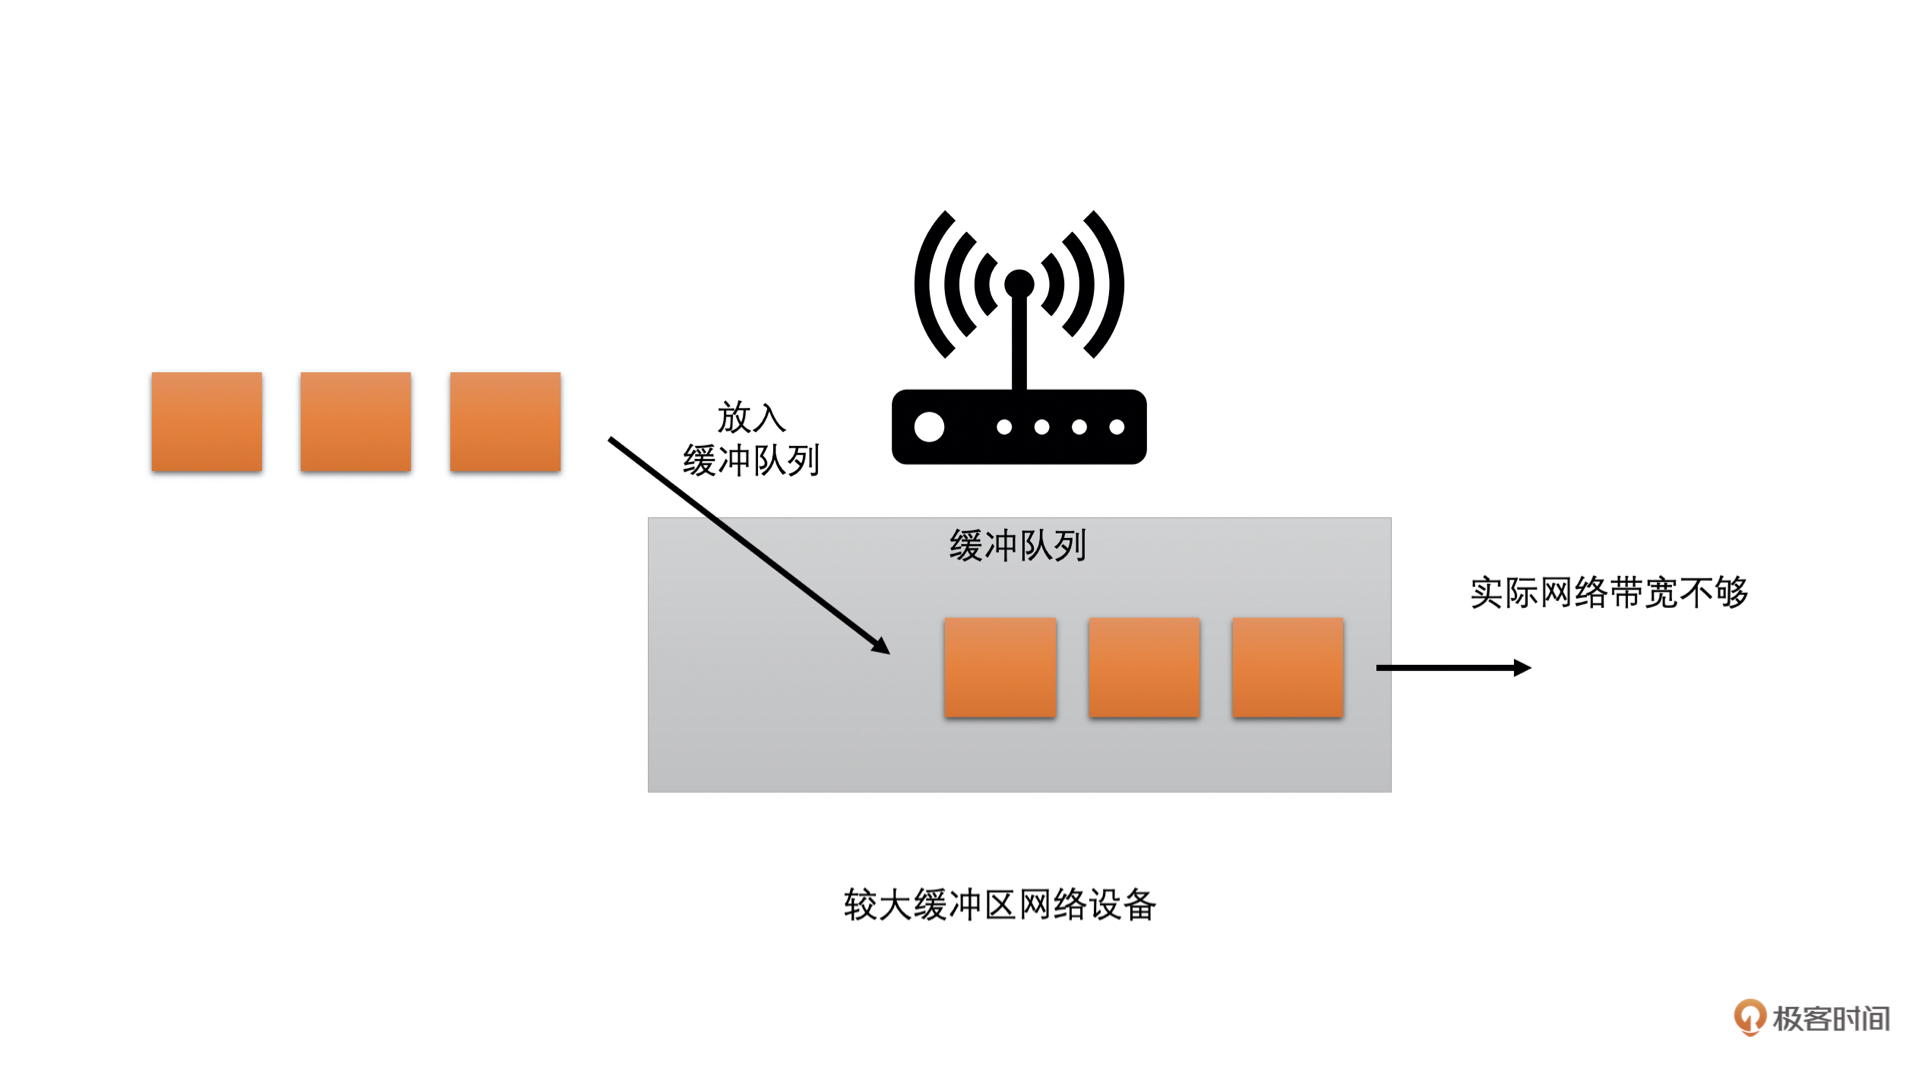 放入
缓冲队列
缓冲队列
实际网络带宽不够
较大缓冲区网络设备
极客时间